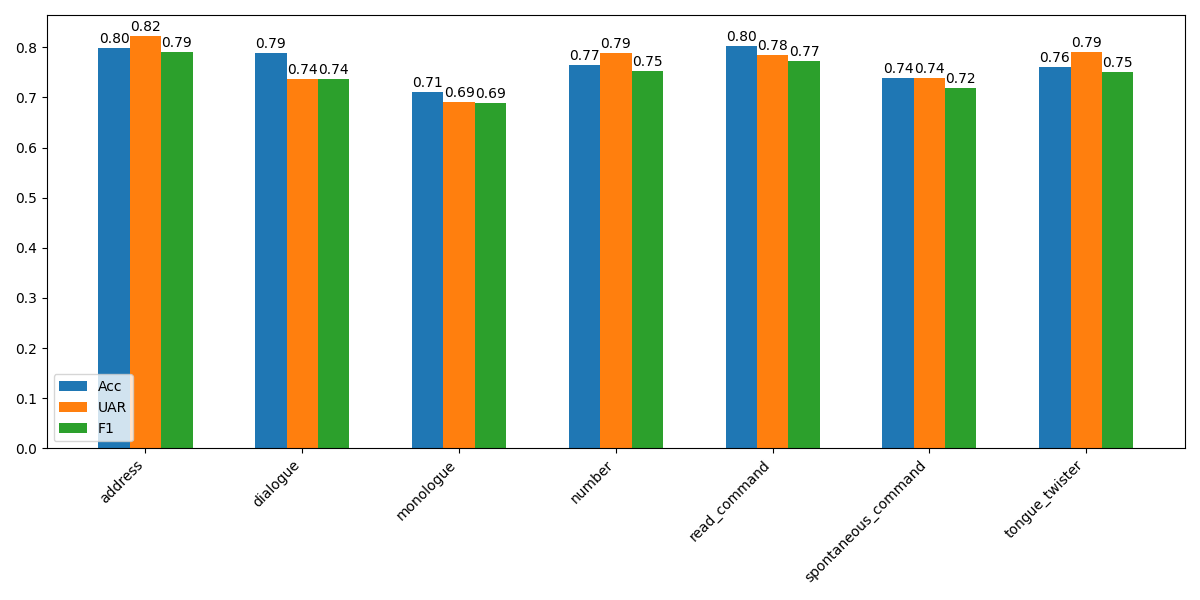 0.80 0.82 0.79
0.79 0.74 0.74
0.71 0.69 0.69
0.77 0.79 0.75
0.80 0.78 0.77
0.74 0.74 0.72
0.76 0.79 0.75
0.8
0.7
0.6
0.5
0.4
0.3
0.2
0.1
0.0
Acc
UAR
F1
address
dialogue
monologue
number
read_command
spontaneous_command
tongue_twister